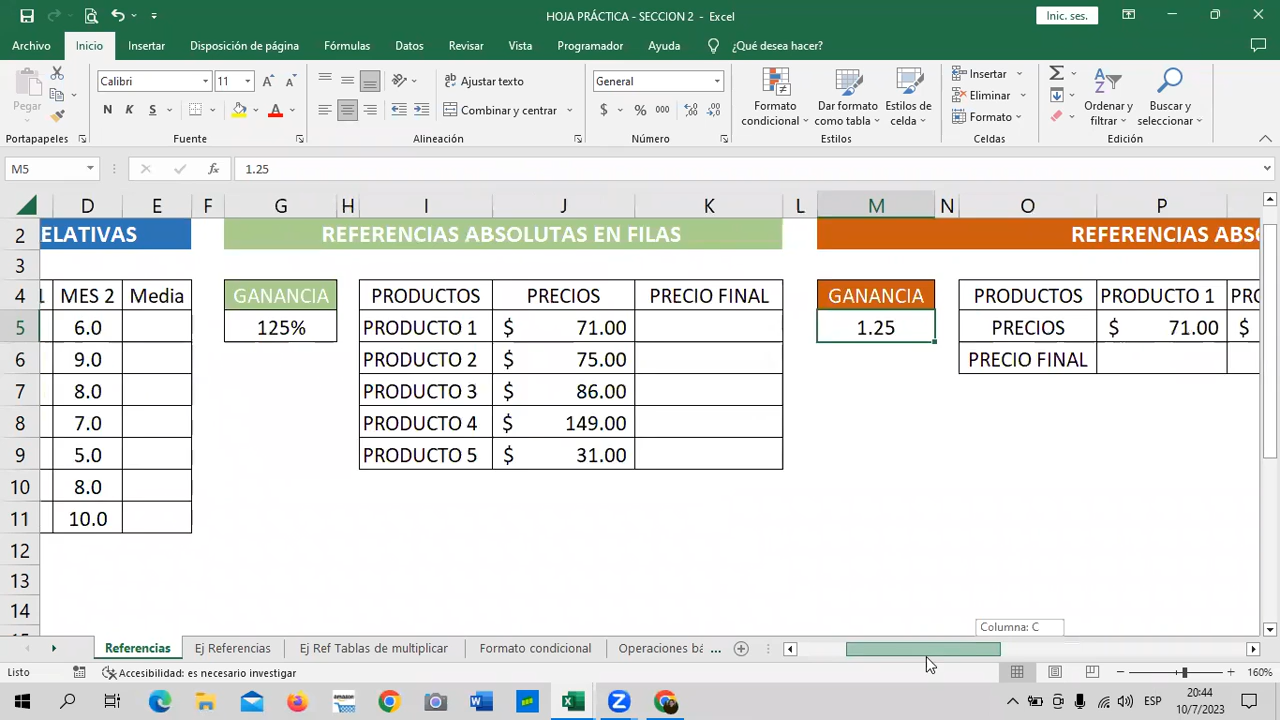 HOJA PRÁCTICA - SECCION 2 - Excel
Inic. ses.
Archivo Inicio Insertar Disposición de página Fórmulas Datos Revisar Vista Programador Ayuda ¿Qué desea hacer?
Pegar
Calibri 11
N K S
Ajustar texto
Combinar y centrar
General
$ % 000
Formato condicional
Dar formato como tabla
Estilos de celda
Insertar
Eliminar
Formato
Ordenar y filtrar
Buscar y seleccionar
Portapapeles Fuente Alineación Número Estilos Celdas Edición
M5 fx 1.25
D E F G H I J K L M N O P
2 ELATIVAS REFERENCIAS ABSOLUTAS EN FILAS REFERENCIAS ABSO
3
4 1 MES 2 Media GANANCIA PRODUCTOS PRECIOS PRECIO FINAL GANANCIA PRODUCTOS PRODUCTO 1 PRO
5 6.0 125% PRODUCTO 1 $ 71.00 1.25 PRECIOS $ 71.00 $
6 9.0 PRODUCTO 2 $ 75.00 PRECIO FINAL
7 8.0 PRODUCTO 3 $ 86.00
8 7.0 PRODUCTO 4 $ 149.00
9 5.0 PRODUCTO 5 $ 31.00
10 8.0
11 10.0
12
13
14
Columna: C
Referencias Ej Referencias Ej Ref Tablas de multiplicar Formato condicional Operaciones bá ...
Listo Accesibilidad: es necesario investigar 160%
ESP
20:44
10/7/2023